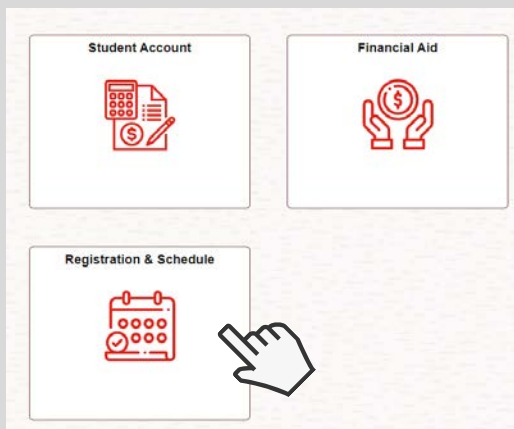 Student Account
Financial Aid
Registration & Schedule